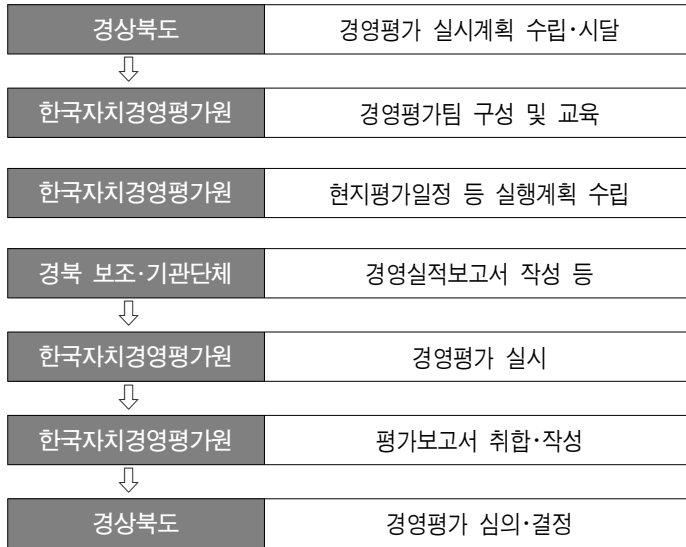 경상북도 경영평가 실시계획 수립·시달
⇩
한국자치경영평가원 경영평가팀 구성 및 교육
한국자치경영평가원 현지평가일정 등 실행계획 수립
경북 보조·기관단체 경영실적보고서 작성 등
⇩
한국자치경영평가원 경영평가 실시
⇩
한국자치경영평가원 평가보고서 취합·작성
⇩
경상북도 경영평가 심의·결정